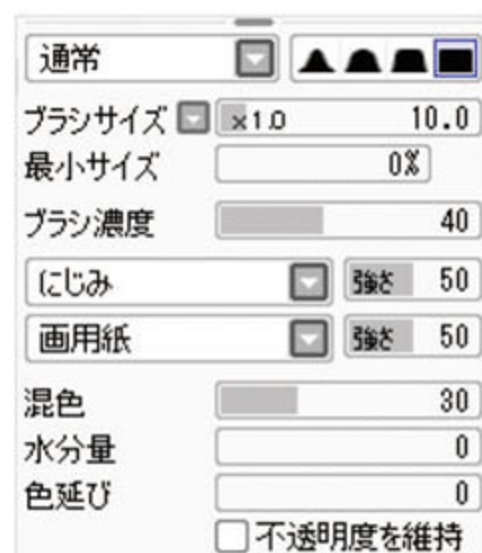 通常
ブラシサイズ ×1.0 10.0
最小サイズ 0%
ブラシ濃度 40
にじみ 強さ 50
画用紙 強さ 50
混色 30
水分量 0
色延び 0
不透明度を維持